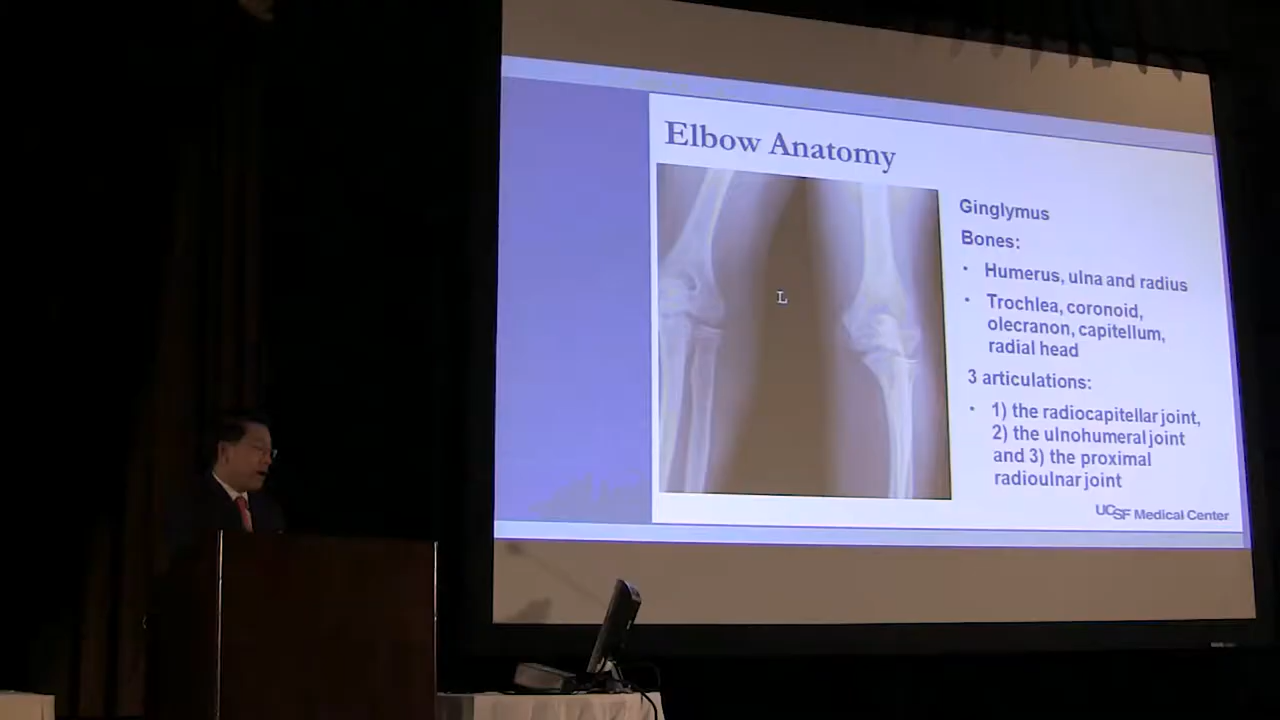 Elbow Anatomy
L
Ginglymus
Bones:
• Humerus, ulna and radius
• Trochlea, coronoid,
olecranon, capitellum,
radial head
3 articulations:
• 1) the radiocapitellar joint,
2) the ulnohumeral joint
and 3) the proximal
radioulnar joint
UCSF Medical Center